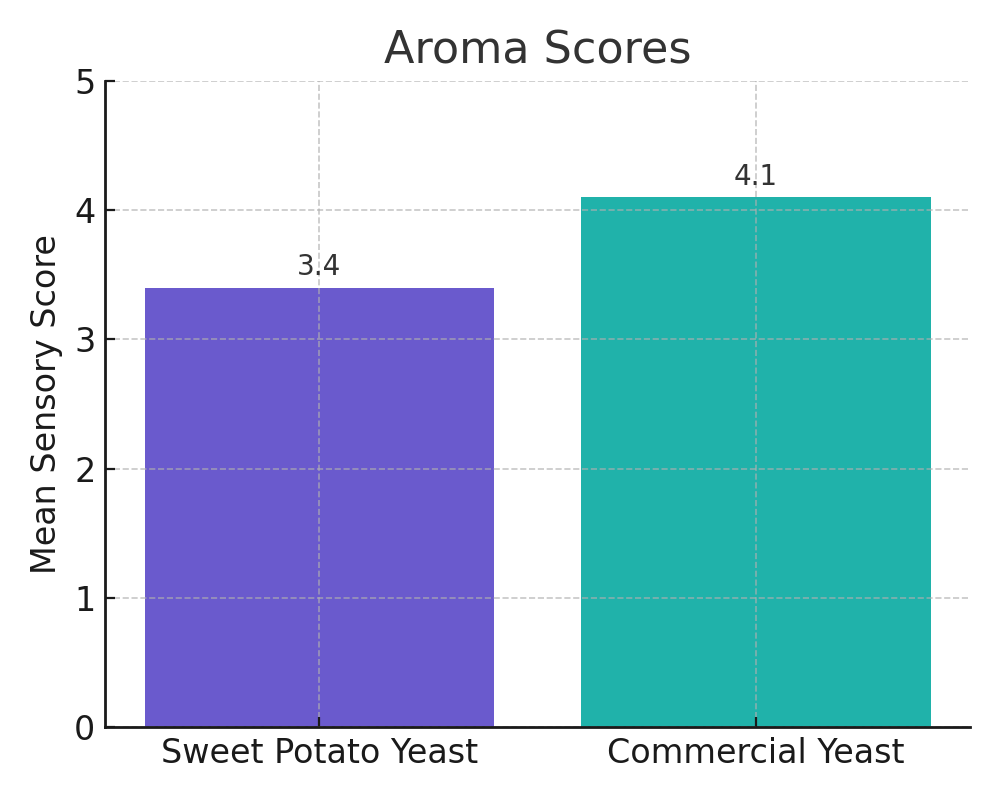 Aroma Scores
Mean Sensory Score
5
4
3
2
1
0
3.4
4.1
Sweet Potato Yeast
Commercial Yeast